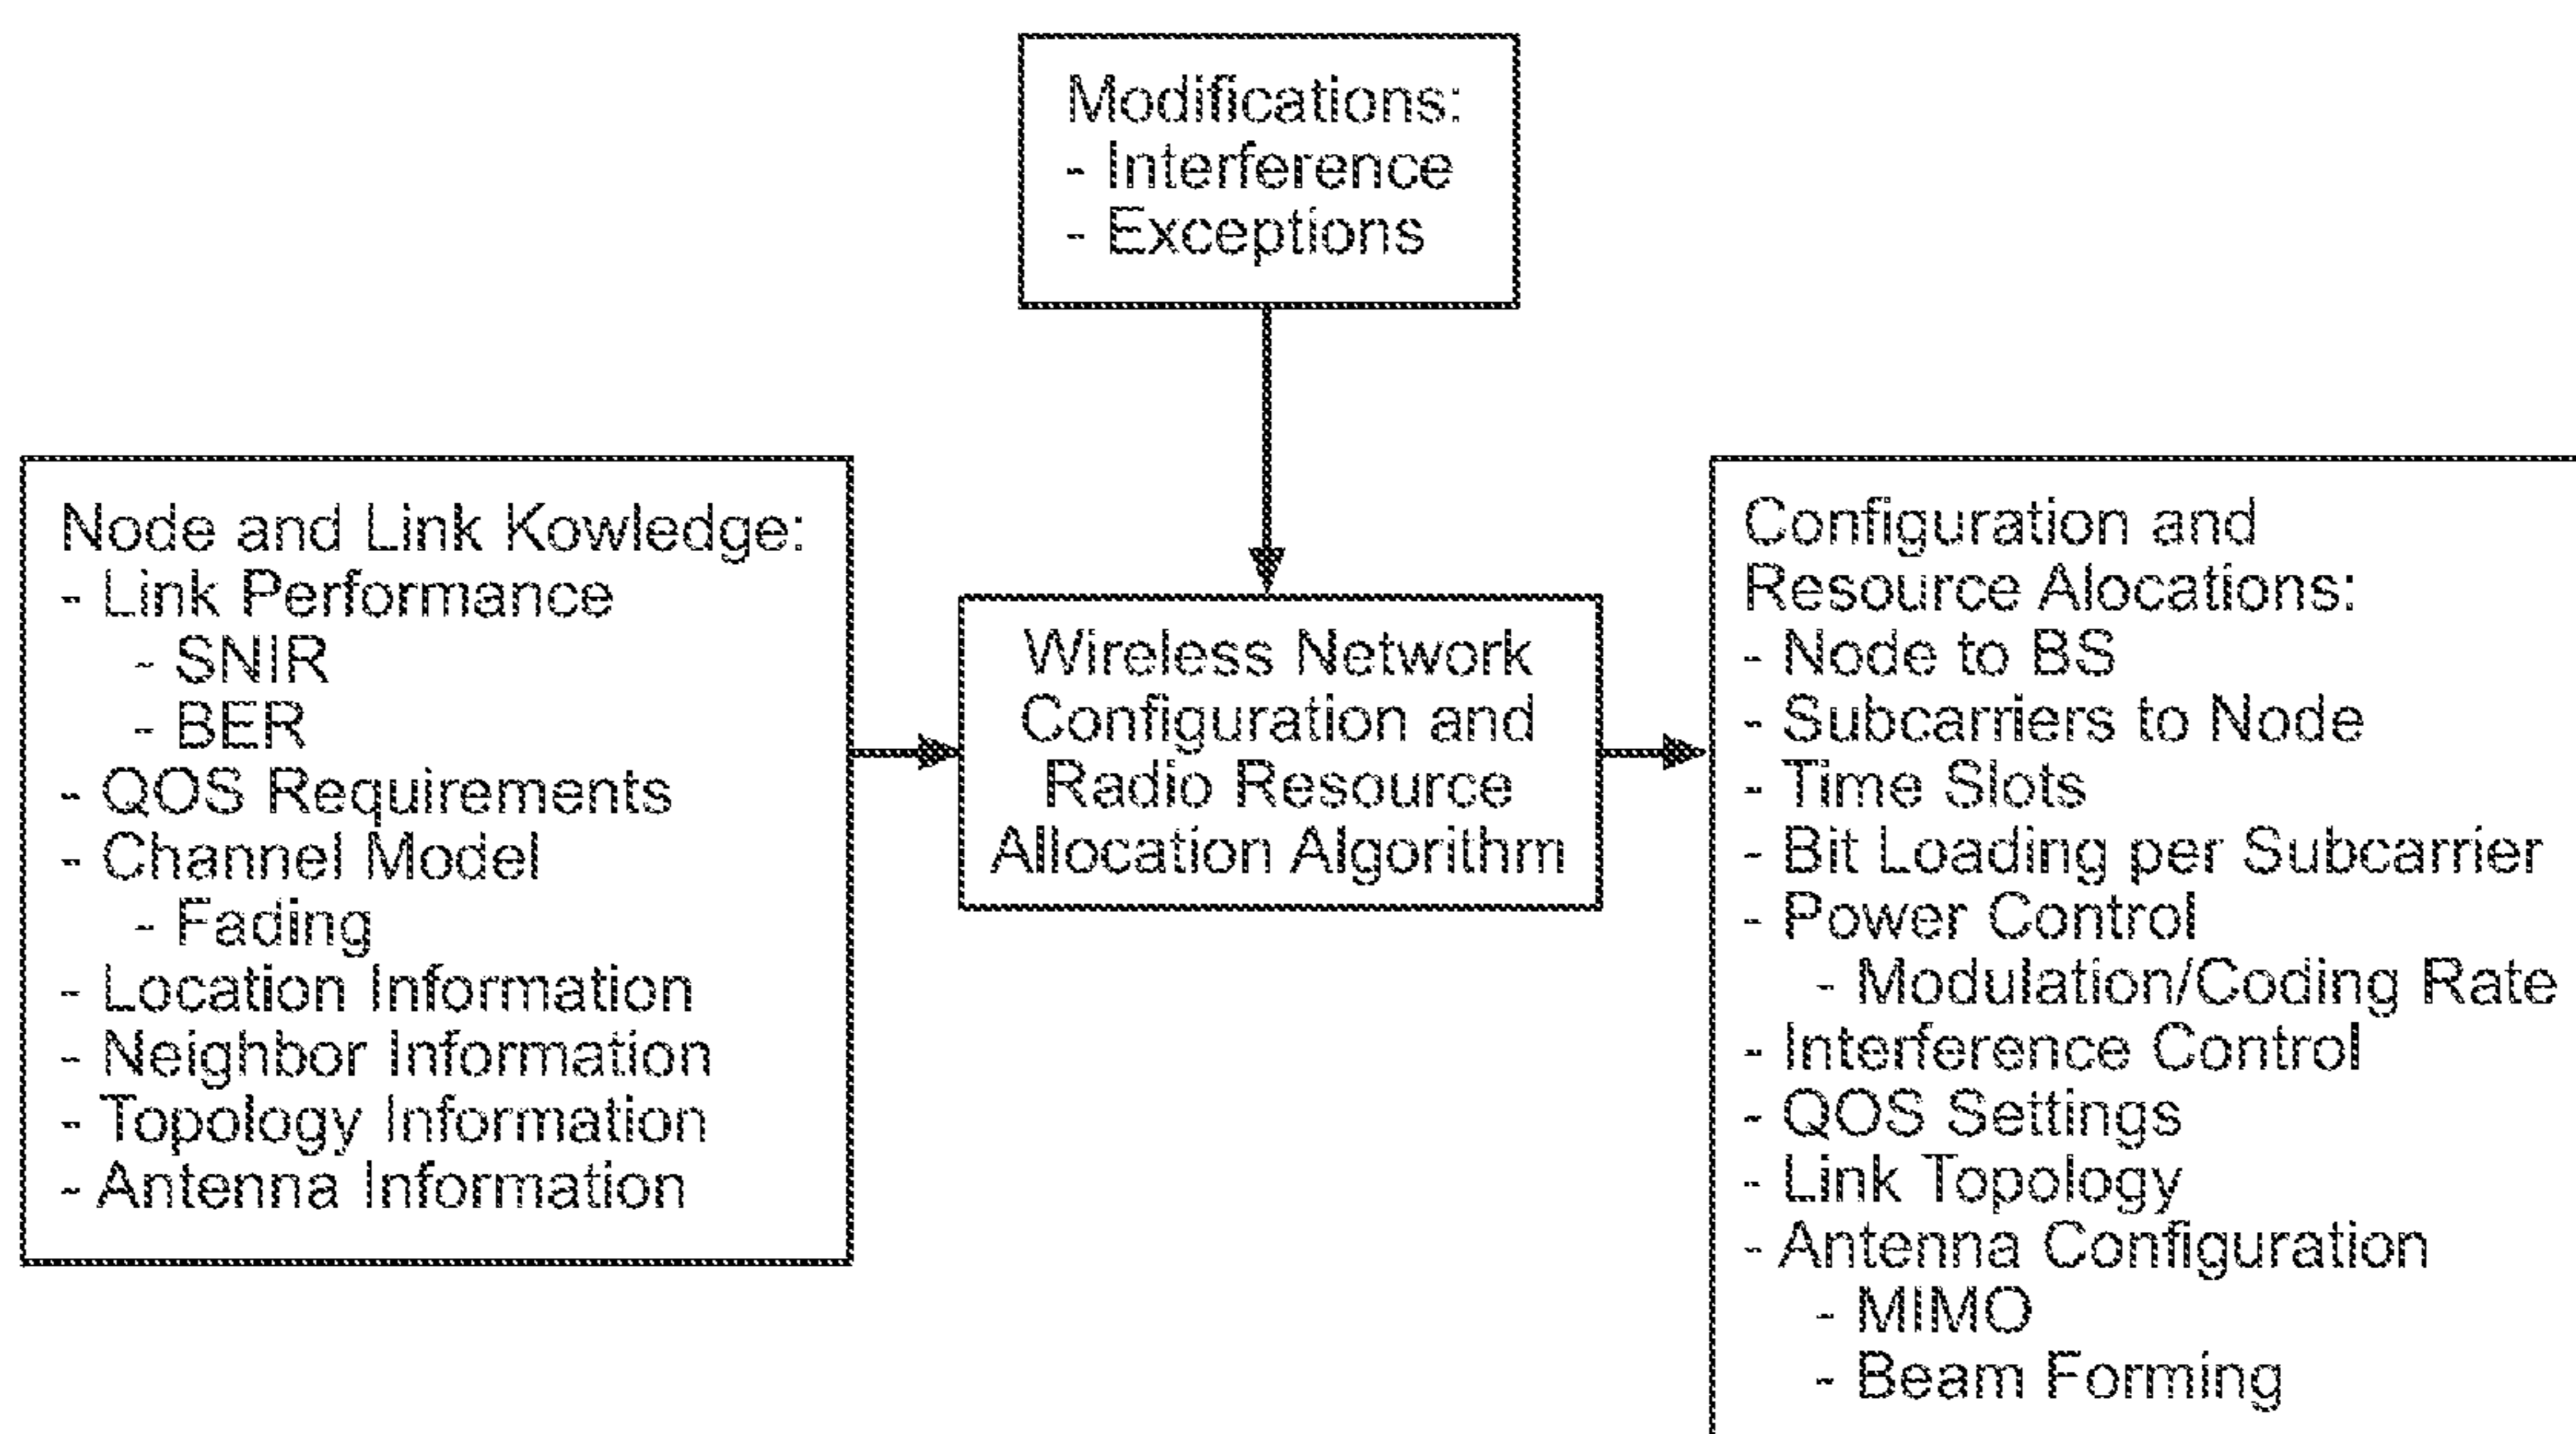 Modifications:
- Interference
- Exceptions
Node and Link Kowledge:
- Link Performance
- SNIR
- BER
- QOS Requirements
- Channel Model
- Fading
- Location Information
- Neighbor Information
- Topology Information
- Antenna Information
Wireless Network
Configuration and
Radio Resource
Allocation Algorithm
Configuration and
Resource Alocations:
- Node to BS
- Subcarriers to Node
- Time Slots
- Bit Loading per Subcarrier
- Power Control
- Modulation/Coding Rate
- Interference Control
- QOS Settings
- Link Topology
- Antenna Configuration
- MIMO
- Beam Forming